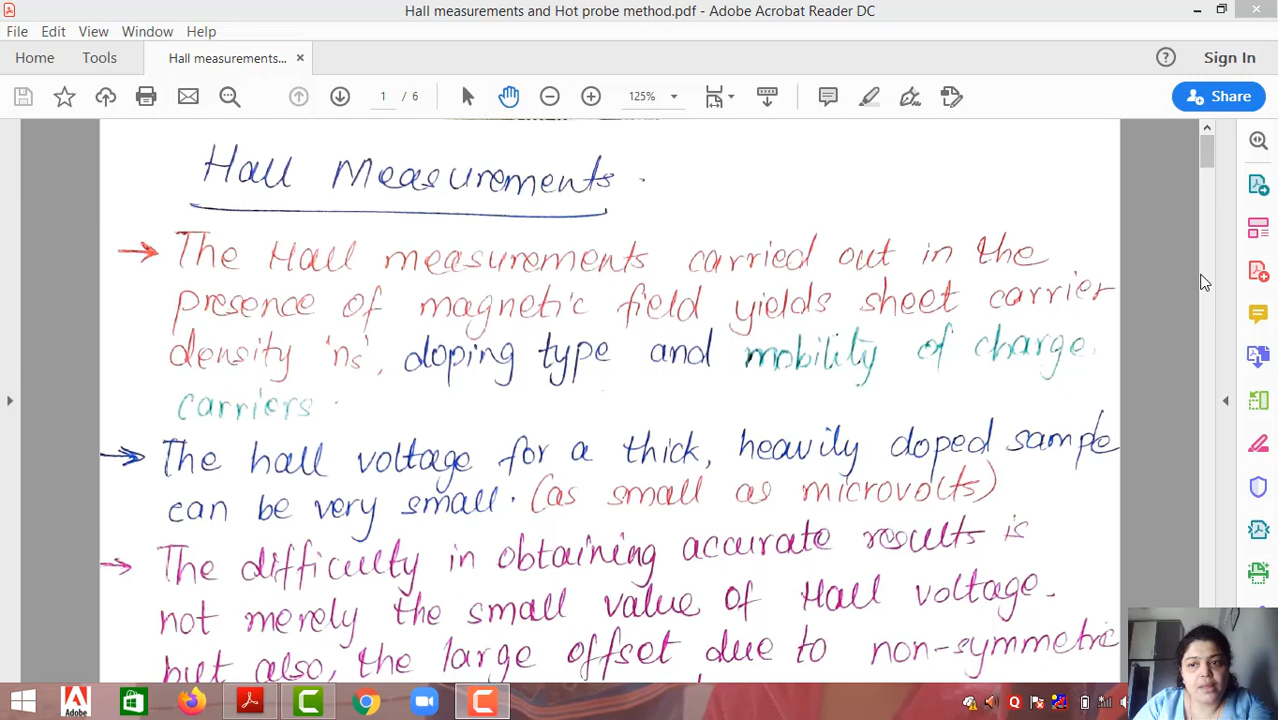 Hall measurements and Hot probe method.pdf - Adobe Acrobat Reader DC
File Edit View Window Help
Home Tools Hall measurements... × Sign In
1 / 6 125% Share
Hall Measurements.
→ The Hall measurements carried out in the
presence of magnetic field yields sheet carrier
density 'ns', doping type and mobility of charge
carriers.
→ The hall voltage for a thick, heavily doped sample
can be very small. (as small as microvolts)
→ The difficulty in obtaining accurate results is
not merely the small value of Hall voltage.
but also, the large offset due to non-symmetric
Adobe